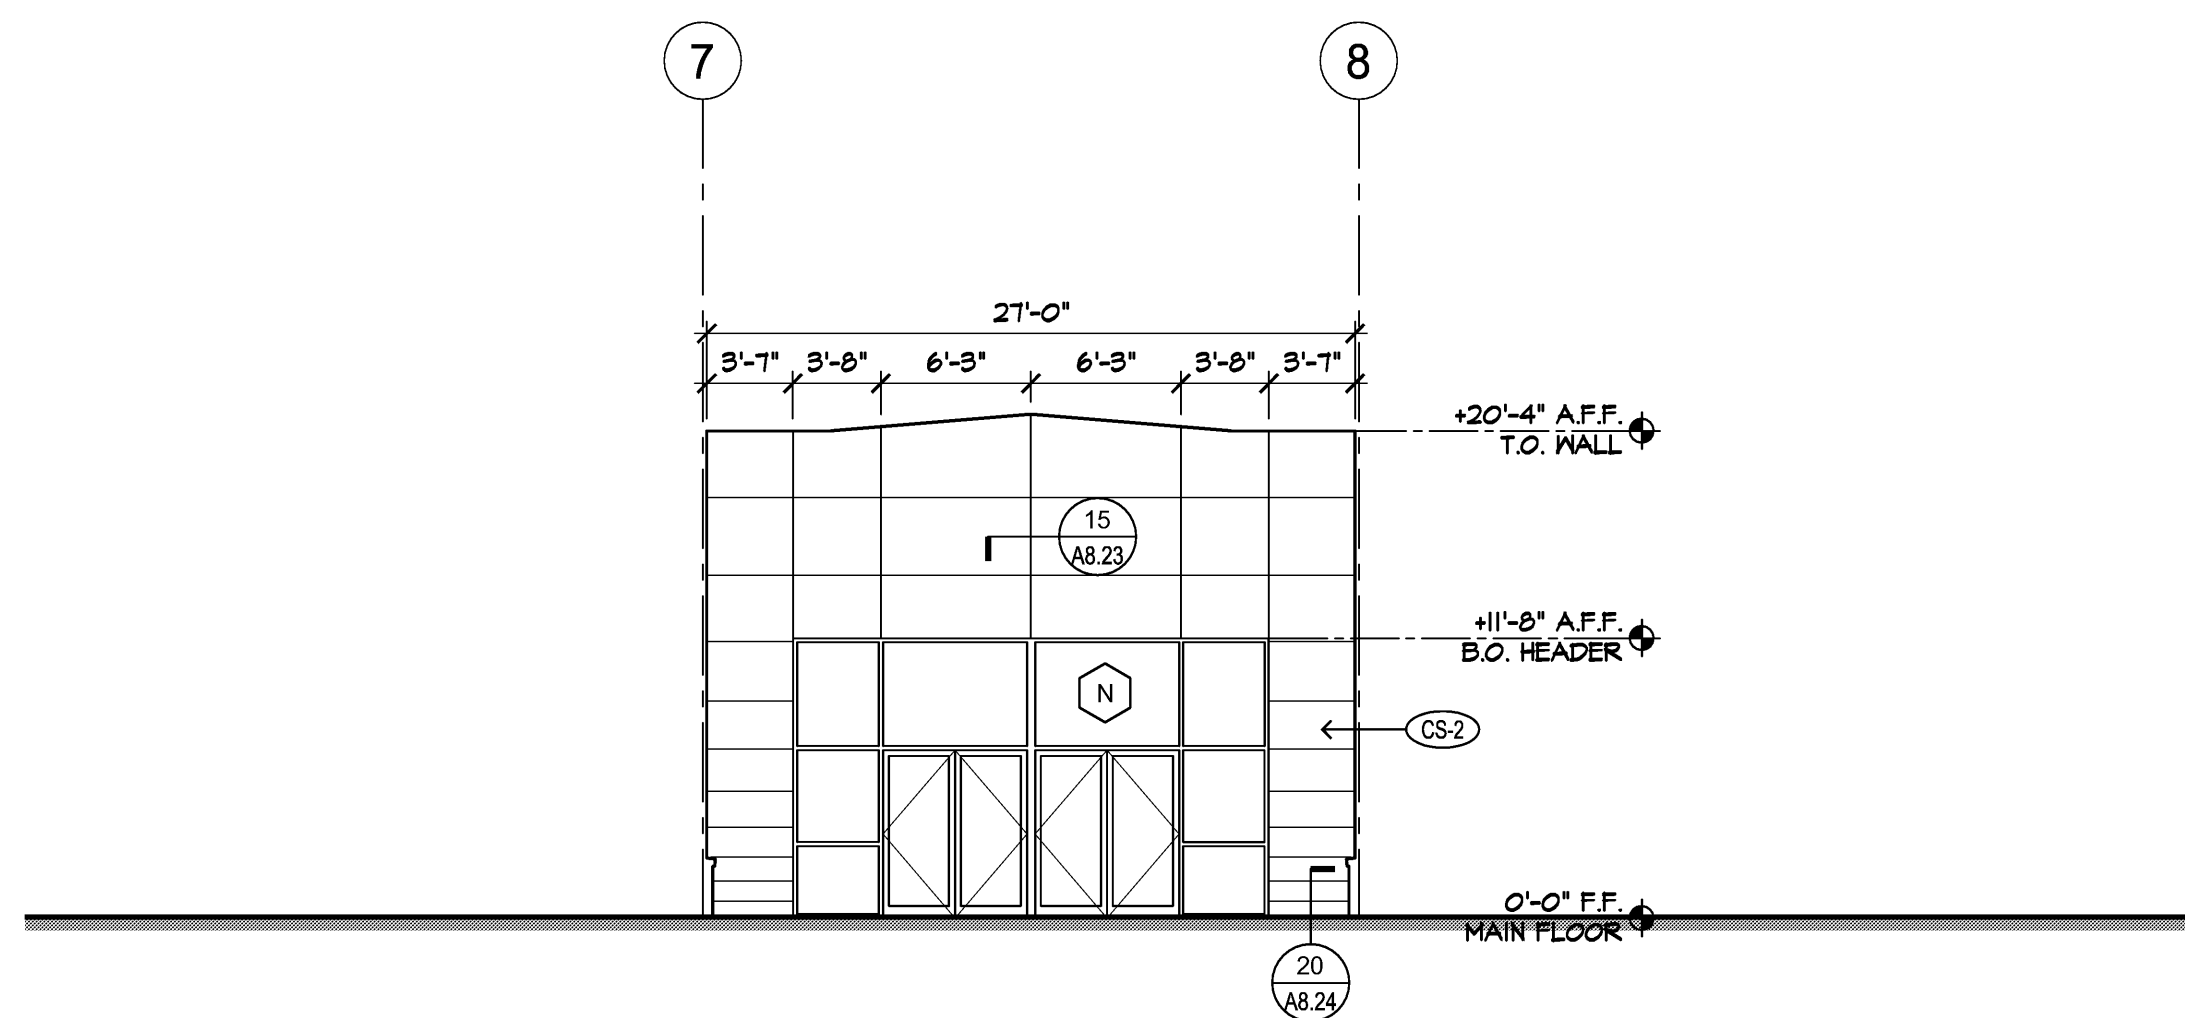 7
8
27'-0"
3'-7" 3'-8" 6'-3" 6'-3" 3'-8" 3'-7"
+20'-4" A.F.F.
T.O. WALL
15
A8.23
+11'-8" A.F.F.
B.O. HEADER
N
CS-2
0'-0" F.F.
MAIN FLOOR
20
A8.24